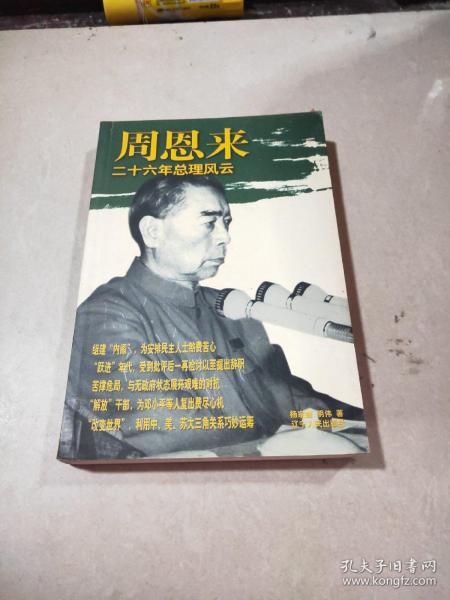 周恩来
二十六年总理风云
组建“内阁”，为安排民主人士煞费苦心
“跃进”年代，受到批评后一再检讨以至提出辞职
苦撑危局，与无政府状态展开艰难的对抗
“解放”干部，为邓小平等人复出费尽心机
“改变世界”，利用中、美、苏大三角关系巧妙运筹
明伟 著
辽宁人民出版社
孔夫子旧书网
www.kongfz.com